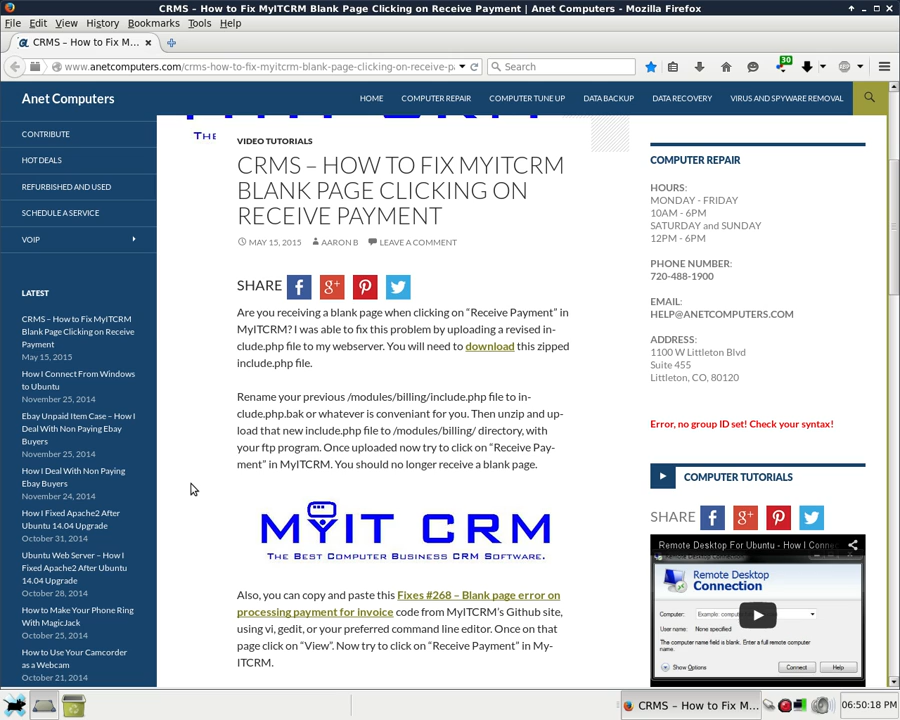 CRMS – How to Fix MyITCRM Blank Page Clicking on Receive Payment | Anet Computers - Mozilla Firefox
File Edit View History Bookmarks Tools Help
CRMS – How to Fix M...
www.anetcomputers.com/crms-how-to-fix-myitcrm-blank-page-clicking-on-receive-p
Search
30
Anet Computers
HOME COMPUTER REPAIR COMPUTER TUNE UP DATA BACKUP DATA RECOVERY VIRUS AND SPYWARE REMOVAL
CONTRIBUTE
HOT DEALS
REFURBISHED AND USED
SCHEDULE A SERVICE
VOIP
LATEST
CRMS – How to Fix MyITCRM
Blank Page Clicking on Receive
Payment
May 15, 2015
How I Connect From Windows
to Ubuntu
November 25, 2014
Ebay Unpaid Item Case – How I
Deal With Non Paying Ebay
Buyers
November 25, 2014
How I Deal With Non Paying
Ebay Buyers
November 24, 2014
How I Fixed Apache2 After
Ubuntu 14.04 Upgrade
October 31, 2014
Ubuntu Web Server – How I
Fixed Apache2 After Ubuntu
14.04 Upgrade
October 28, 2014
How to Make Your Phone Ring
With MagicJack
October 25, 2014
How to Use Your Camcorder
as a Webcam
October 21, 2014
THE
VIDEO TUTORIALS
CRMS – HOW TO FIX MYITCRM
BLANK PAGE CLICKING ON
RECEIVE PAYMENT
MAY 15, 2015 AARON B LEAVE A COMMENT
SHARE
Are you receiving a blank page when clicking on “Receive Payment” in
MyITCRM? I was able to fix this problem by uploading a revised in-
clude.php file to my webserver. You will need to download this zipped
include.php file.
Rename your previous /modules/billing/include.php file to in-
clude.php.bak or whatever is conveniant for you. Then unzip and up-
load that new include.php file to /modules/billing/ directory, with
your ftp program. Once uploaded now try to click on “Receive Pay-
ment” in MyITCRM. You should no longer receive a blank page.
MYIT CRM
THE BEST COMPUTER BUSINESS CRM SOFTWARE.
Also, you can copy and paste this Fixes #268 – Blank page error on
processing payment for invoice code from MyITCRM’s Github site,
using vi, gedit, or your preferred command line editor. Once on that
page click on “View”. Now try to click on “Receive Payment” in My-
ITCRM.
COMPUTER REPAIR
HOURS:
MONDAY - FRIDAY
10AM - 6PM
SATURDAY and SUNDAY
12PM - 6PM
PHONE NUMBER:
720-488-1900
EMAIL:
HELP@ANETCOMPUTERS.COM
ADDRESS:
1100 W Littleton Blvd
Suite 455
Littleton, CO, 80120
Error, no group ID set! Check your syntax!
COMPUTER TUTORIALS
SHARE
Remote Desktop For Ubuntu - How I Connec
Remote Desktop
Connection
Computer:
User name: None specified
The computer name field is blank. Enter a full remote computer
name.
Show Options Connect Help
CRMS – How to Fix M...
06:50:18 PM